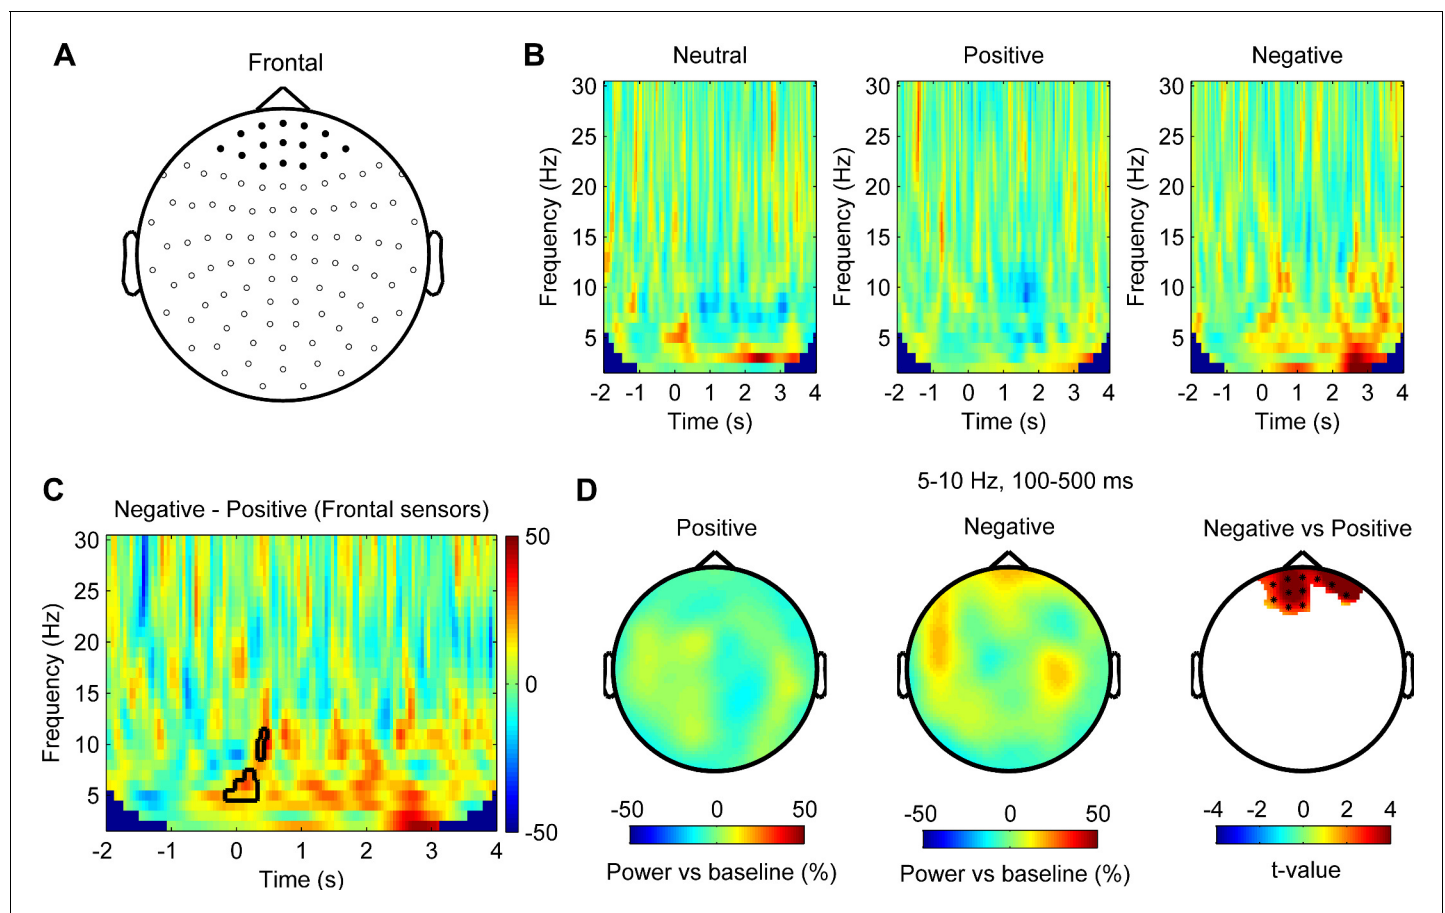 A
Frontal
B
Neutral
Positive
Negative
30
25
20
15
10
5
Frequency (Hz)
-2 -1 0 1 2 3 4
Time (s)
30
25
20
15
10
5
Frequency (Hz)
-2 -1 0 1 2 3 4
Time (s)
30
25
20
15
10
5
Frequency (Hz)
-2 -1 0 1 2 3 4
Time (s)
C
Negative - Positive (Frontal sensors)
30
25
20
15
10
5
Frequency (Hz)
-2 -1 0 1 2 3 4
Time (s)
50
0
-50
D
5-10 Hz, 100-500 ms
Positive
Negative
Negative vs Positive
-50 0 50
Power vs baseline (%)
-50 0 50
Power vs baseline (%)
-4 -2 0 2 4
t-value